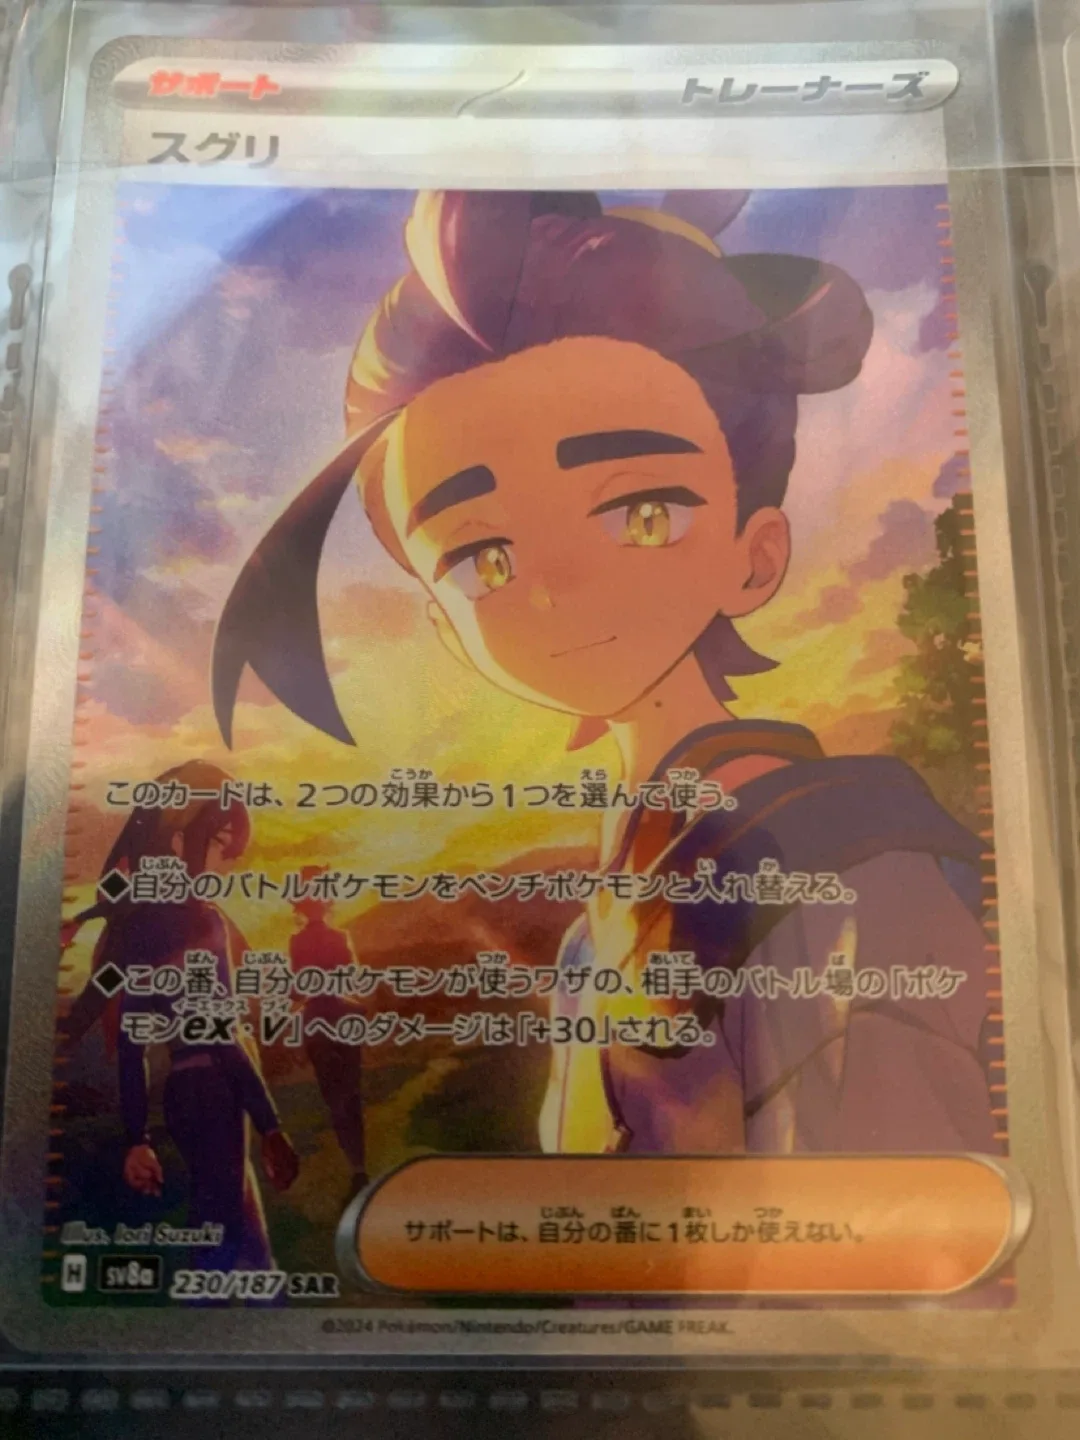 サポート トレーナーズ
スグリ
このカードは、2つの効果から1つを選んで使う。
◆自分のバトルポケモンをベンチポケモンと入れ替える。
◆この番、自分のポケモンが使うワザの、相手のバトル場の「ポケ
モンex・V」へのダメージは「+30」される。
サポートは、自分の番に1枚しか使えない。
Illus. Iori Suzuki
H sv8a 230/187 SAR
©2024 Pokémon/Nintendo/Creatures/GAME FREAK.